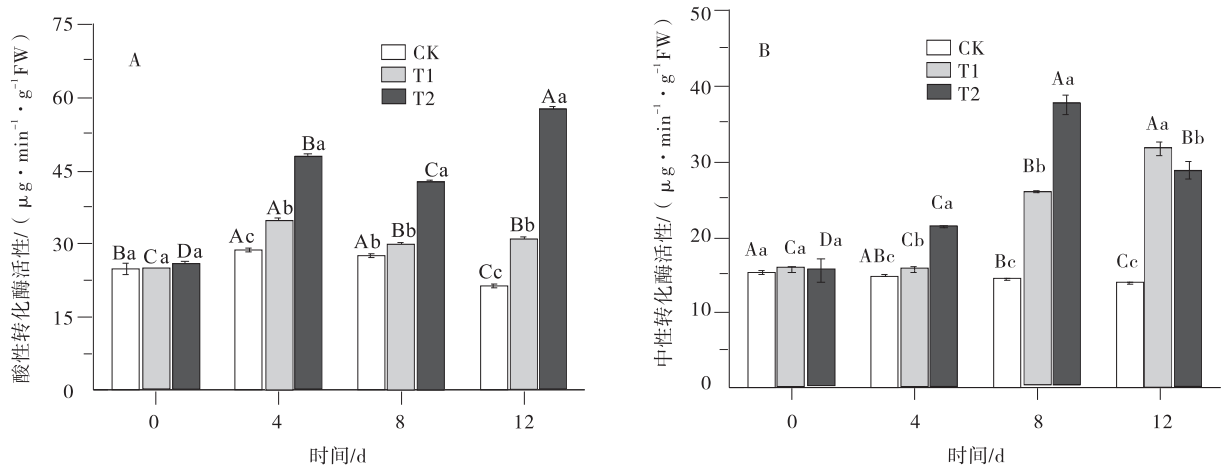 酸性转化酶活性/（μg·min⁻¹·g⁻¹FW）
75
60
45
30
15
0
A
CK
T1
T2
Ba
Ca
Da
Ac
Ab
Ba
Ab
Bb
Ca
Cc
Bb
Aa
0
4
8
12
时间/d
中性转化酶活性/（μg·min⁻¹·g⁻¹FW）
50
40
30
20
10
0
B
CK
T1
T2
Aa
Ca
Da
ABc
Cb
Ca
Bc
Bb
Aa
Cc
Aa
Bb
0
4
8
12
时间/d